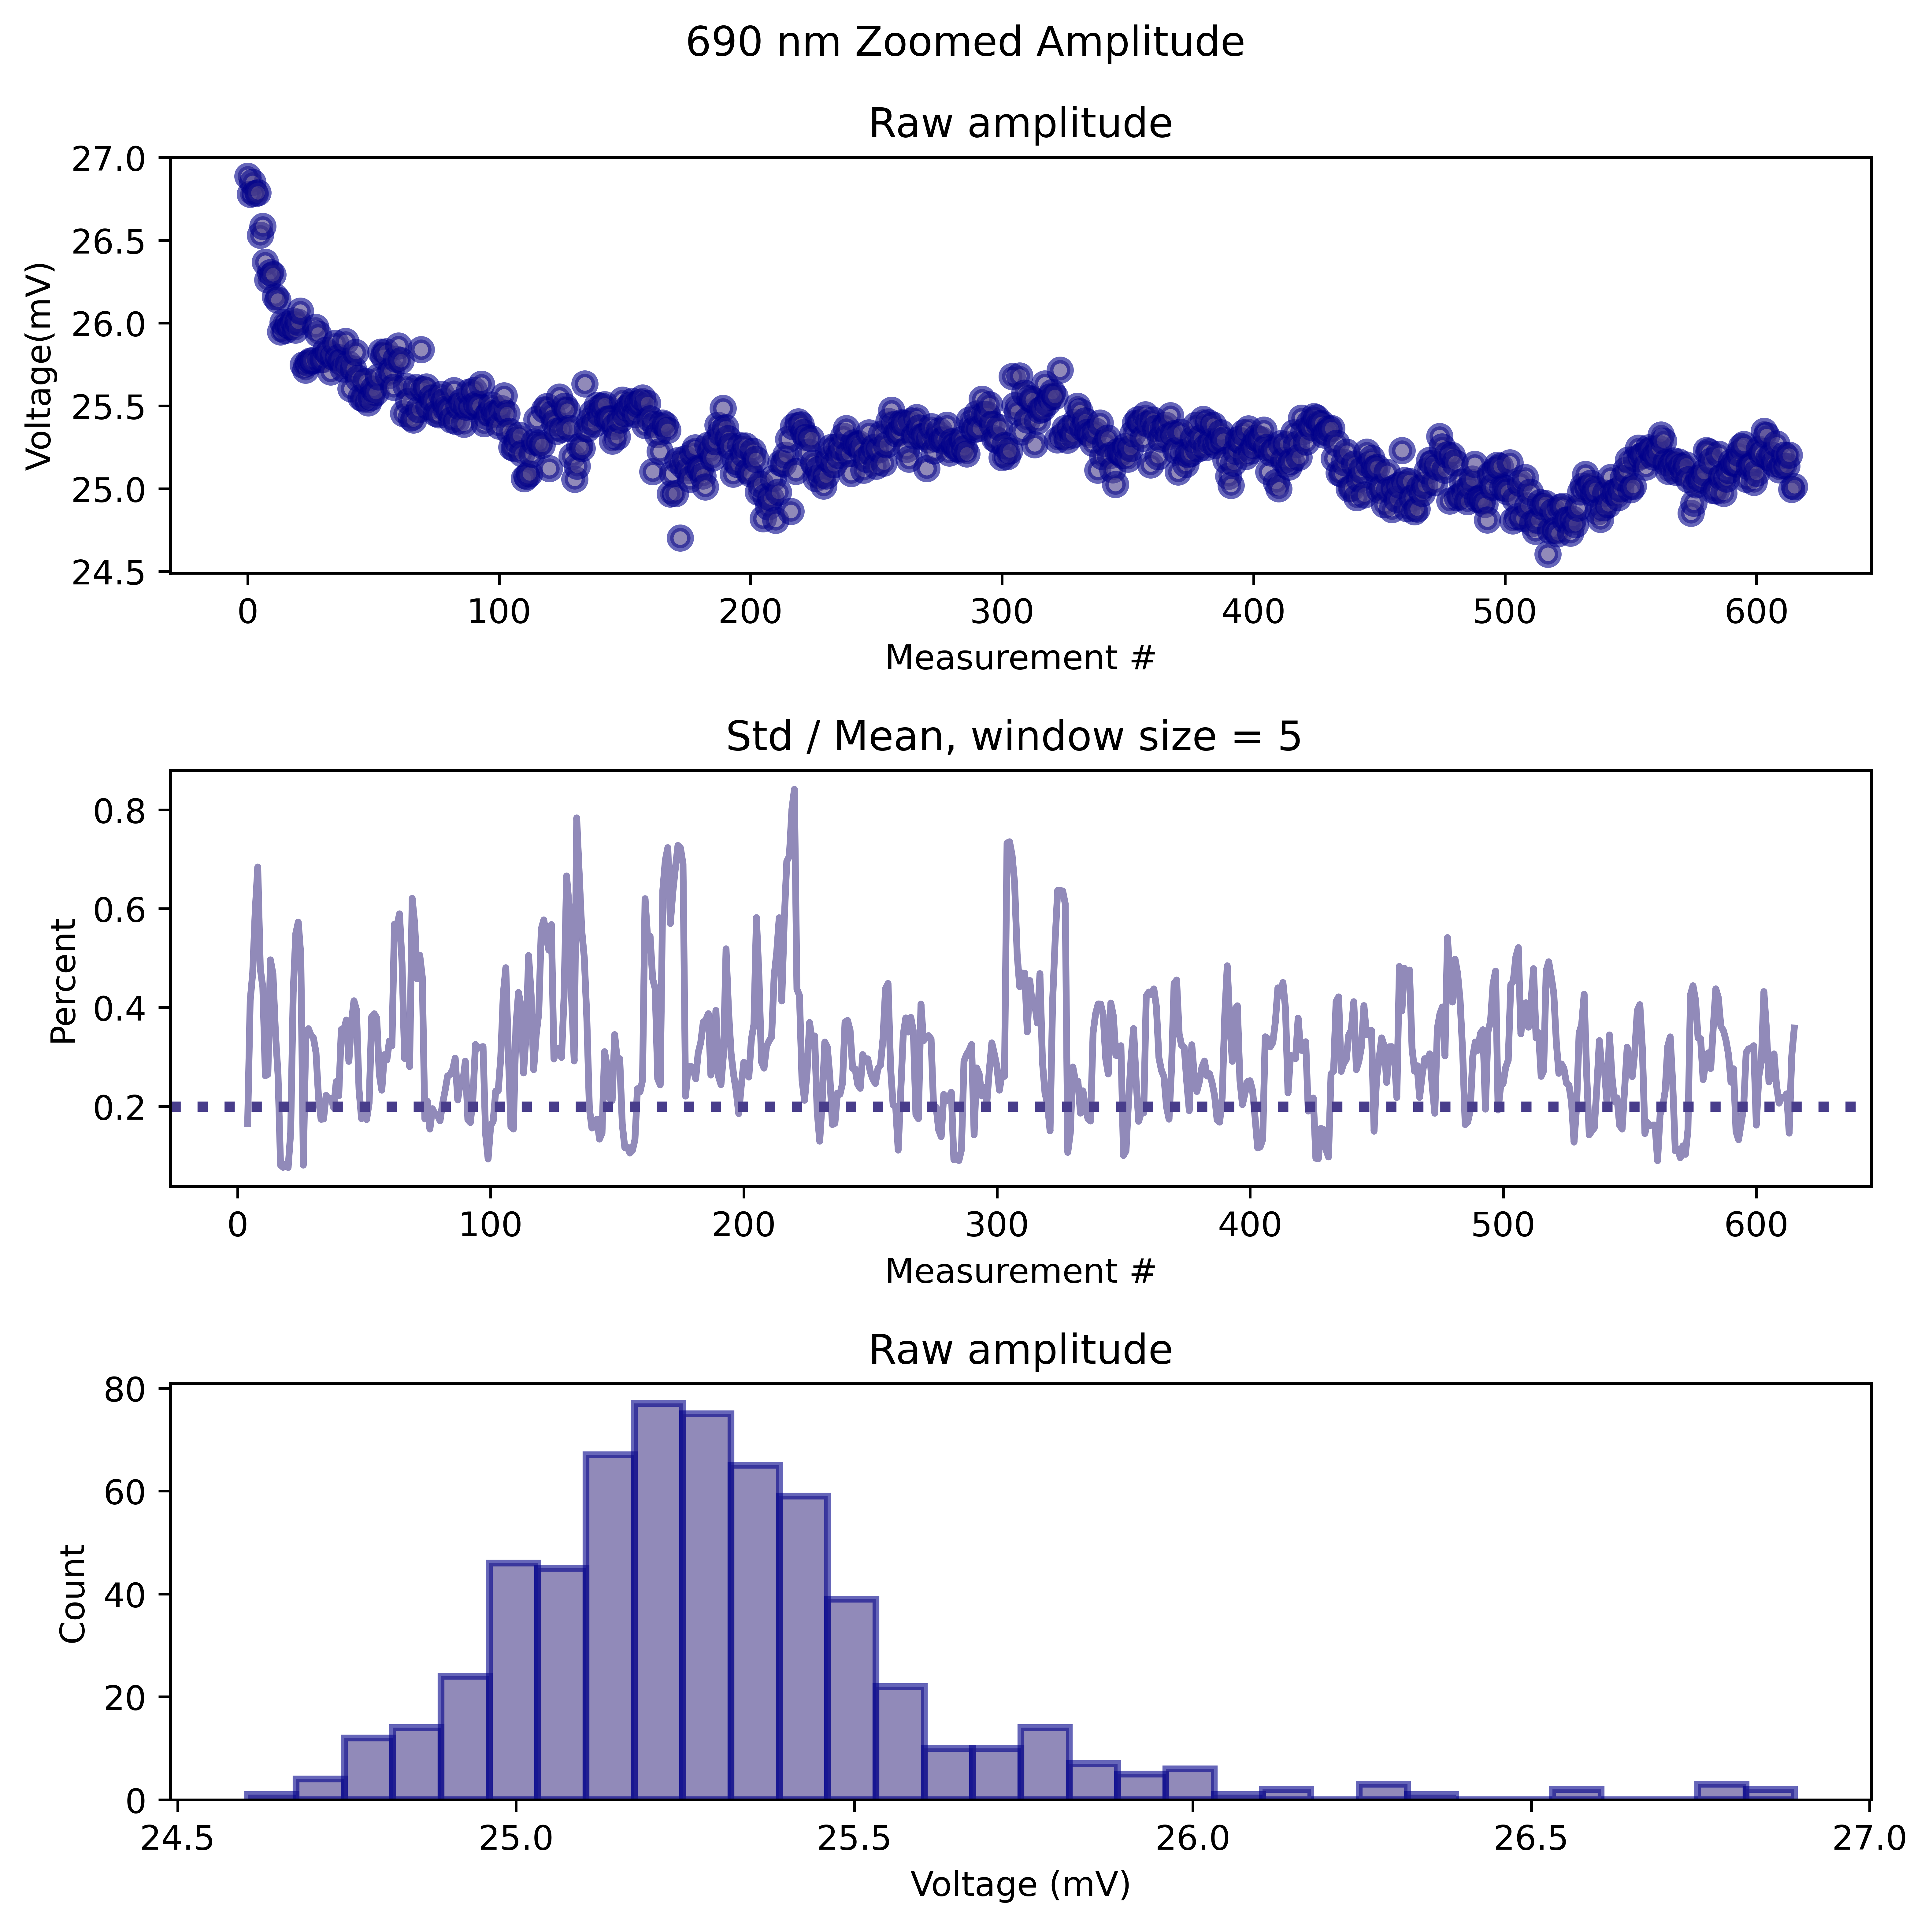 690 nm Zoomed Amplitude
Raw amplitude
27.0
26.5
26.0
25.5
25.0
24.5
Voltage(mV)
0 100 200 300 400 500 600
Measurement #
Std / Mean, window size = 5
0.8
0.6
0.4
0.2
Percent
0 100 200 300 400 500 600
Measurement #
Raw amplitude
80
60
40
20
0
Count
24.5 25.0 25.5 26.0 26.5 27.0
Voltage (mV)